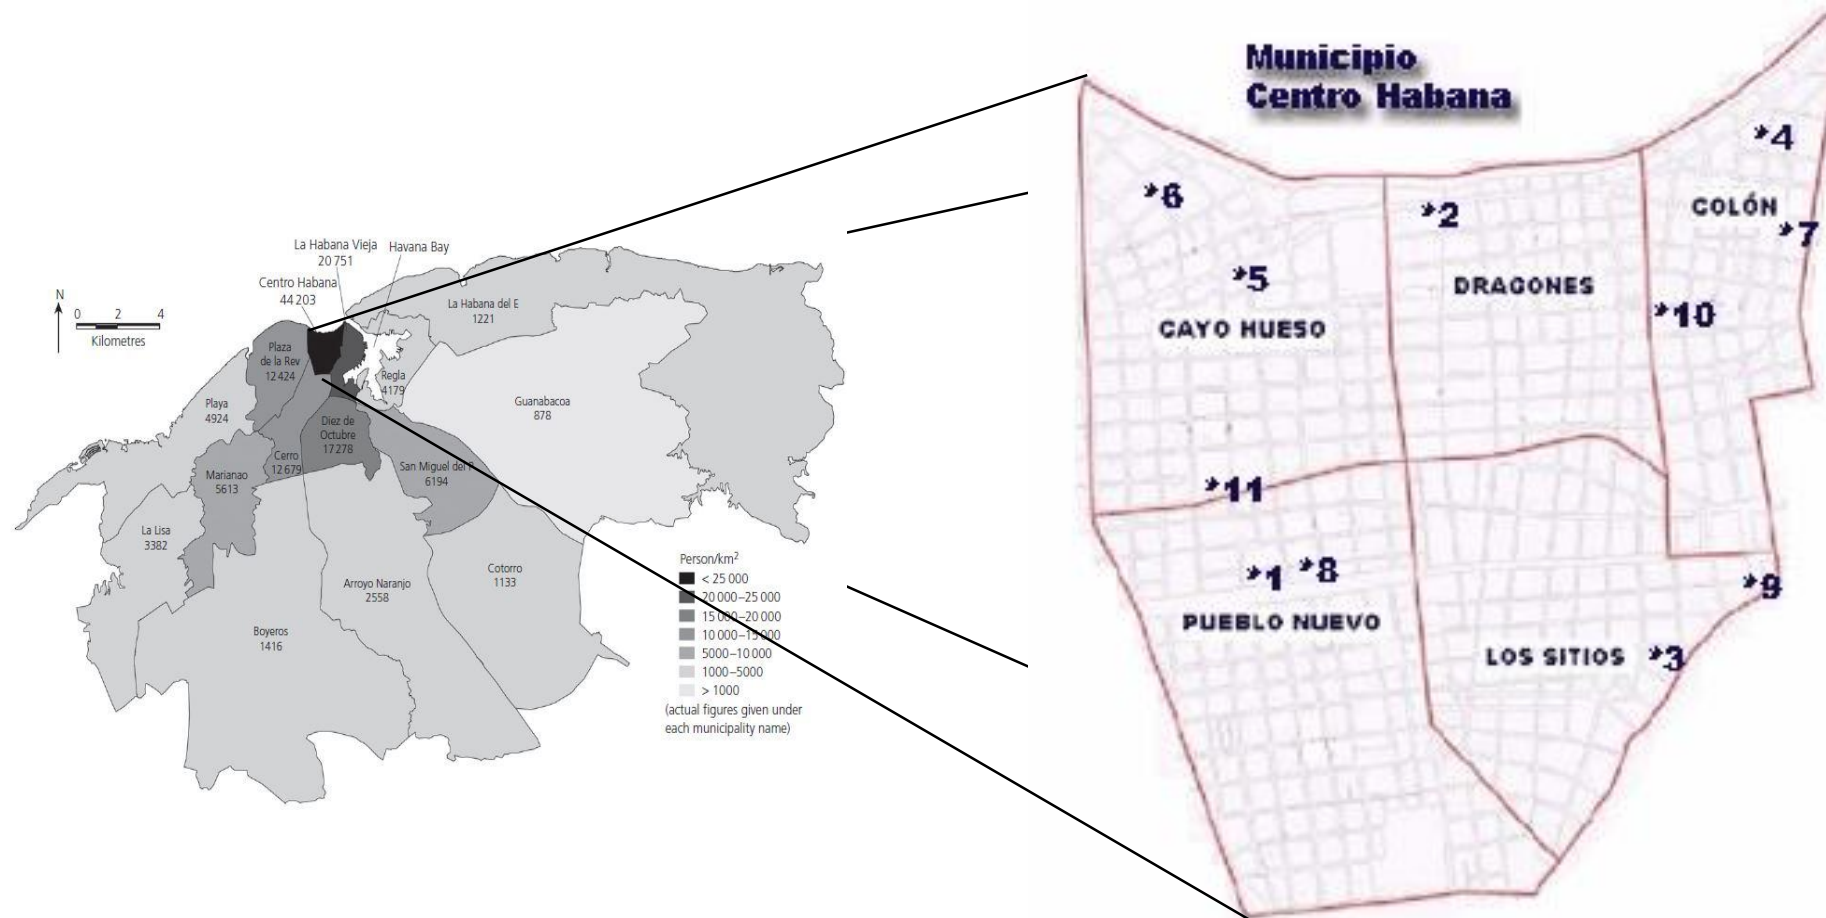 La Habana Vieja
20 751
Havana Bay
Centro Habana
44 203
N
0 2 4
Kilometres
La Habana del E
1221
Plaza
de la Rev
12 424
Regla
4179
Playa
4924
Guanabacoa
878
Diez de
Octubre
17 278
Cerro
12 679
San Miguel del P
6194
Marianao
5613
La Lisa
3382
Cotorro
1133
Arroyo Naranjo
2558
Boyeros
1416
Person/km2
< 25 000
20 000–25 000
15 000–20 000
10 000–15 000
5000–10 000
1000–5000
> 1000
(actual figures given under
each municipality name)
Municipio
Centro Habana
*4
*6
*2
COLÓN
*7
*5
DRAGONES
*10
CAYO HUESO
*11
*1 *8
*9
PUEBLO NUEVO
LOS SITIOS *3